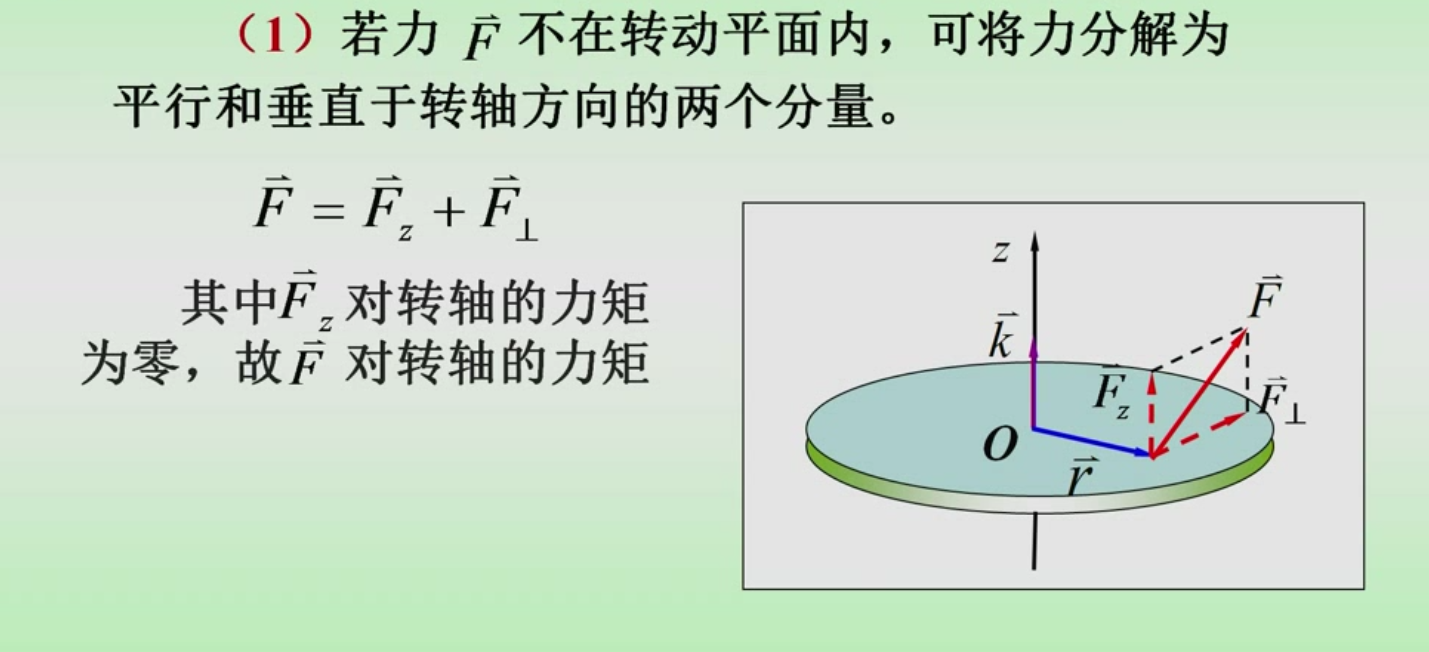 （1）若力 $\vec{F}$ 不在转动平面内，可将力分解为
平行和垂直于转轴方向的两个分量。
$\vec{F} = \vec{F}_z + \vec{F}_\perp$
其中 $\vec{F}_z$ 对转轴的力矩
为零，故 $\vec{F}$ 对转轴的力矩
z
$\vec{k}$
$\vec{F}$
$\vec{F}_z$
$\vec{F}_\perp$
O
$\vec{r}$